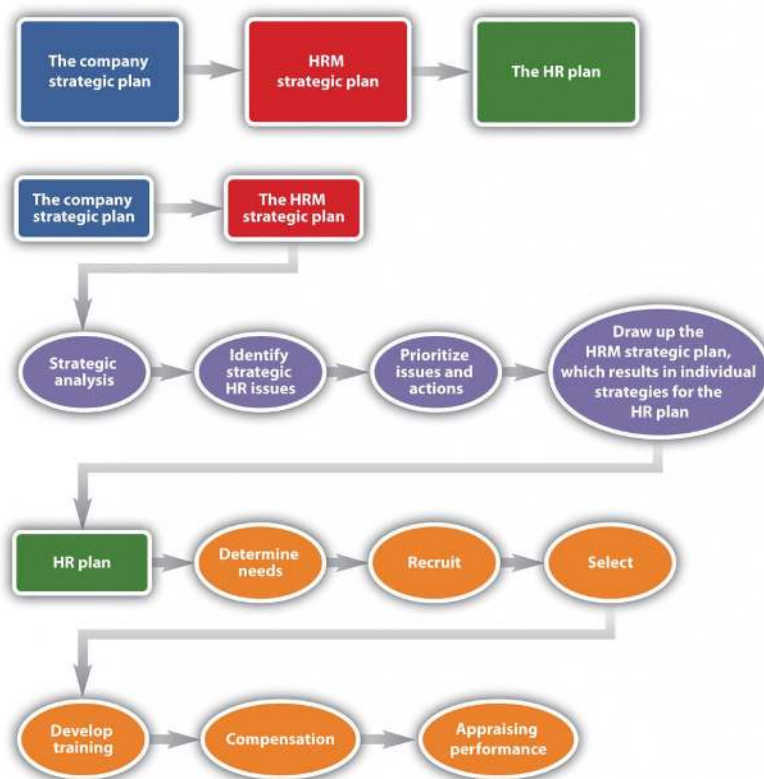 The company
strategic plan
HRM
strategic plan
The HR plan
The company
strategic plan
The HRM
strategic plan
Strategic
analysis
Identify
strategic
HR issues
Prioritize
issues and
actions
Draw up the
HRM strategic plan,
which results in individual
strategies for the
HR plan
HR plan
Determine
needs
Recruit
Select
Develop
training
Compensation
Appraising
performance